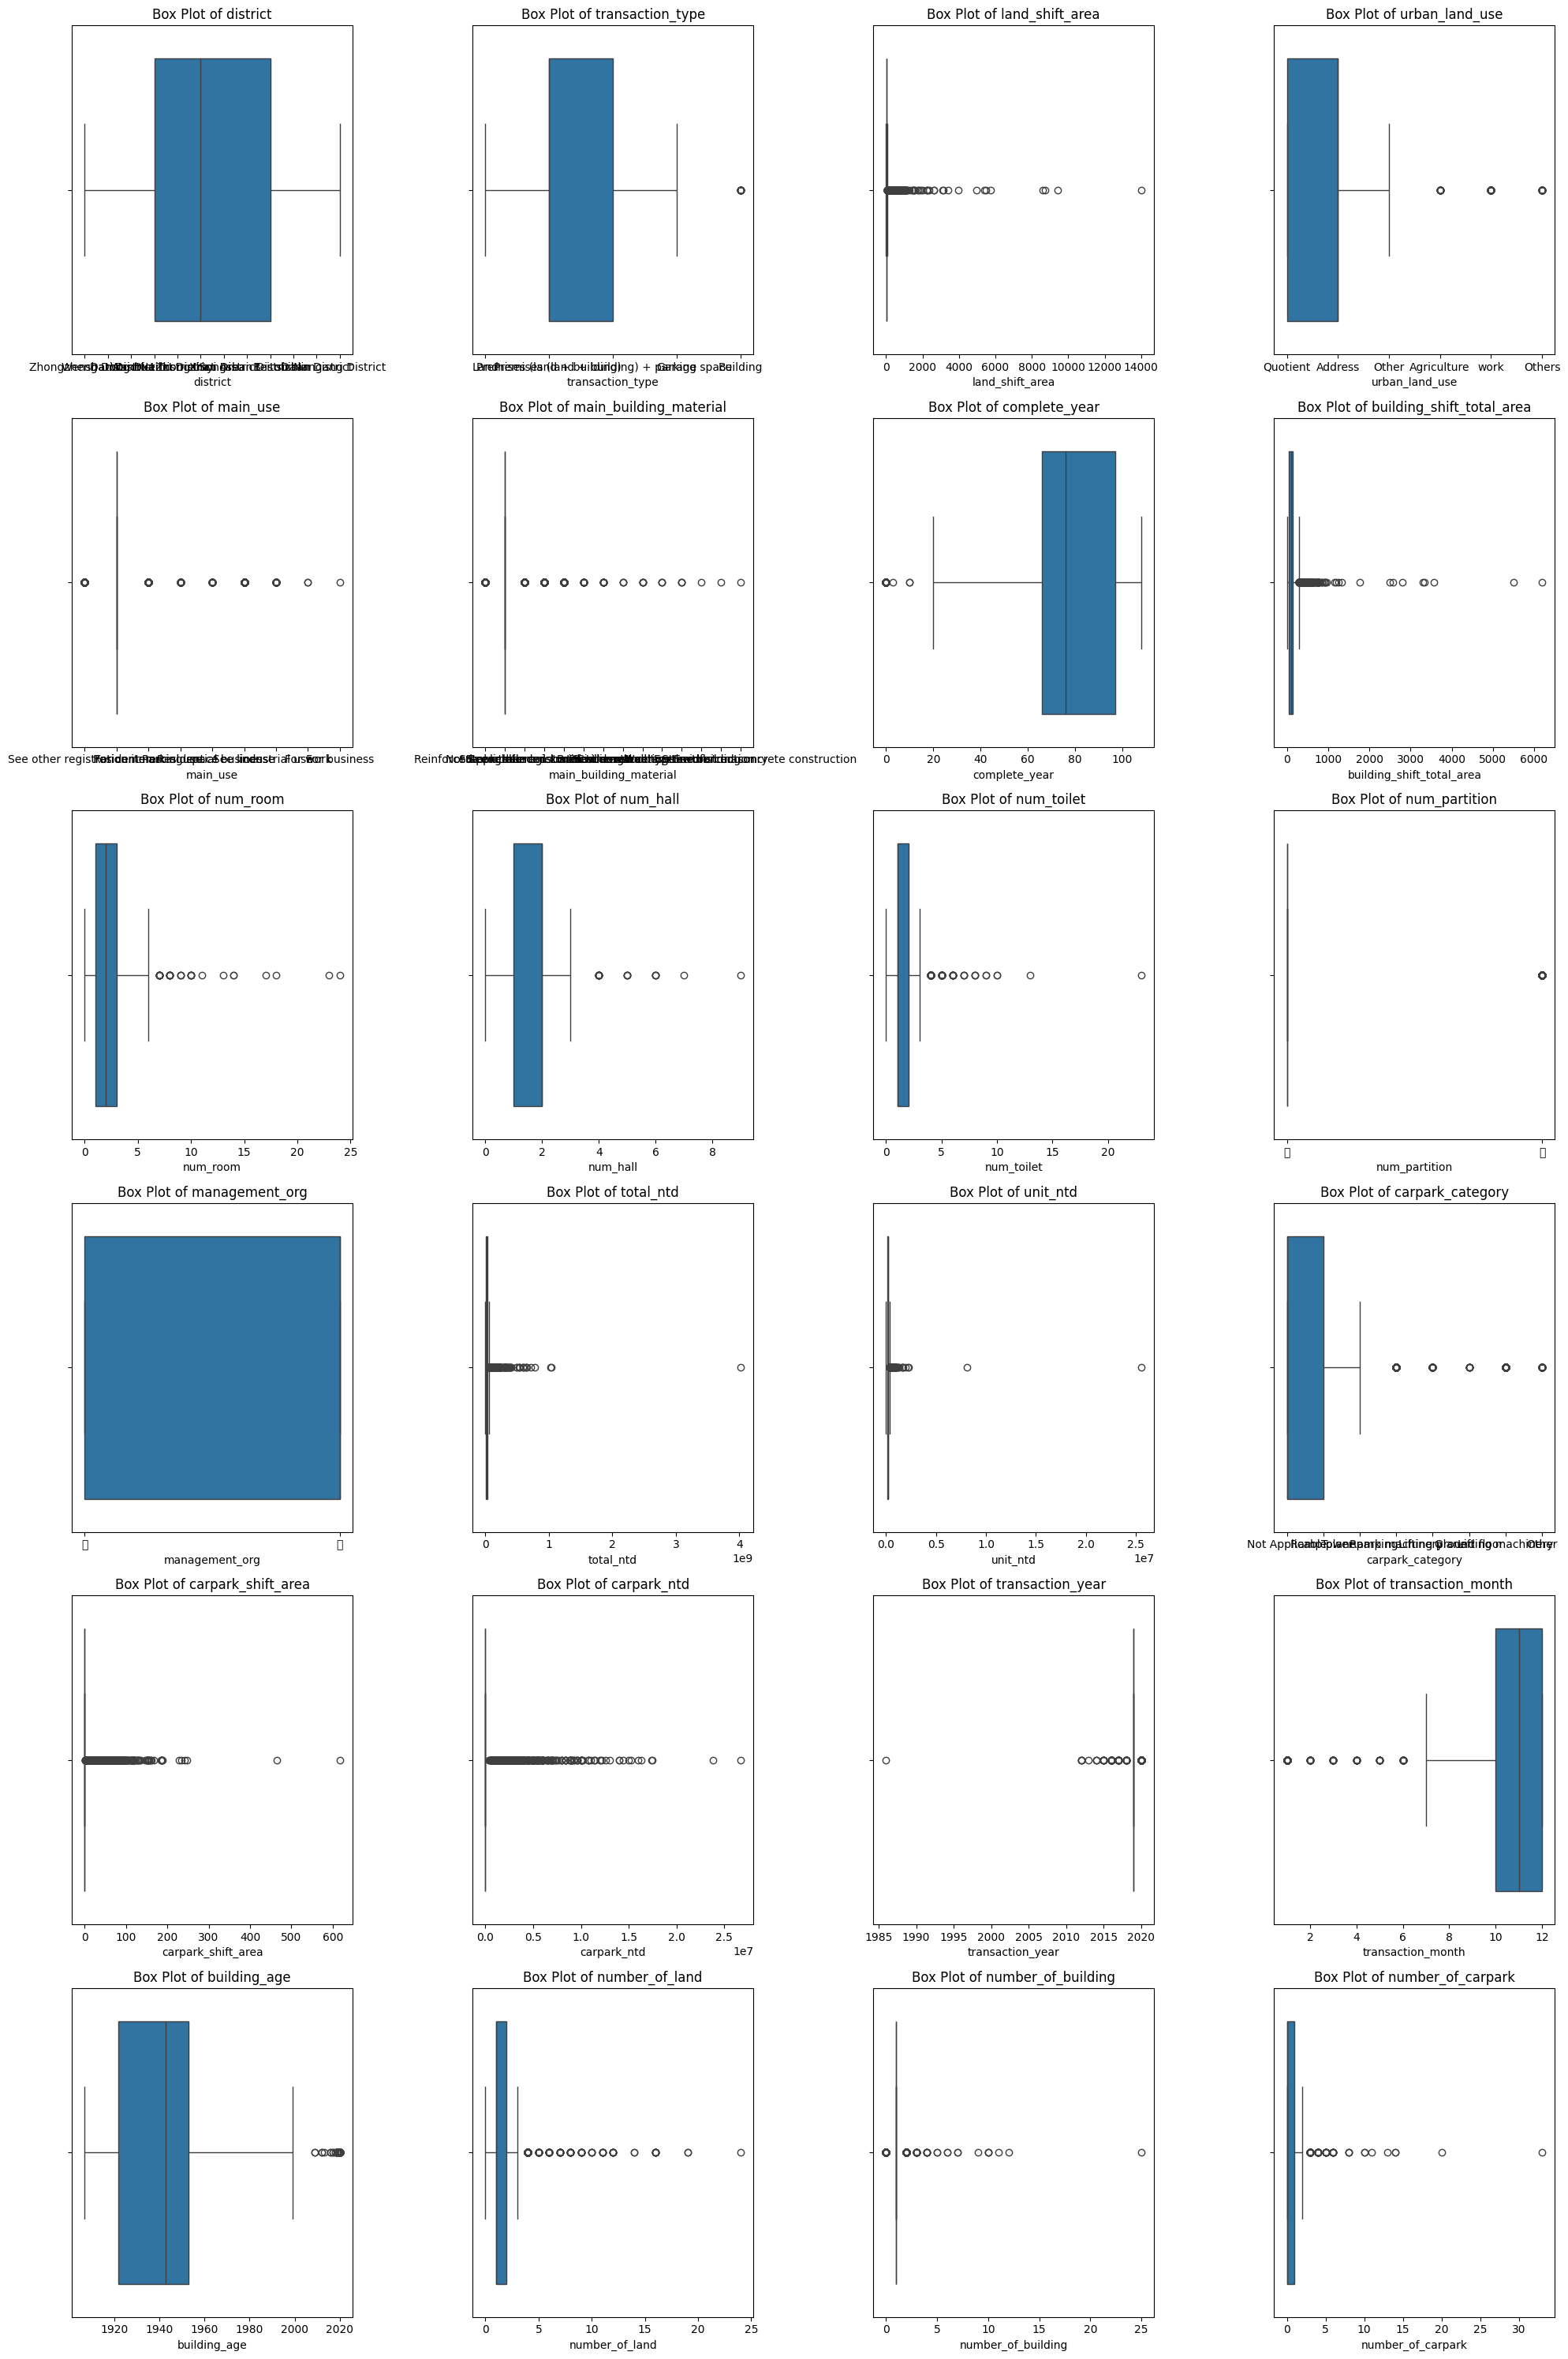 Box Plot of district
Box Plot of transaction_type
Box Plot of land_shift_area
Box Plot of urban_land_use
0 2000 4000 6000 8000 10000 12000 14000
Quotient Address Other Agriculture work Others
district
transaction_type
land_shift_area
urban_land_use
Box Plot of main_use
Box Plot of main_building_material
Box Plot of complete_year
Box Plot of building_shift_total_area
0 20 40 60 80 100
0 1000 2000 3000 4000 5000 6000
main_use
main_building_material
complete_year
building_shift_total_area
Box Plot of num_room
Box Plot of num_hall
Box Plot of num_toilet
Box Plot of num_partition
0 5 10 15 20 25
0 2 4 6 8
0 5 10 15 20
num_room
num_hall
num_toilet
num_partition
Box Plot of management_org
Box Plot of total_ntd
Box Plot of unit_ntd
Box Plot of carpark_category
0 1 2 3 4
1e9
0.0 0.5 1.0 1.5 2.0 2.5
1e7
Other
management_org
total_ntd
unit_ntd
carpark_category
Box Plot of carpark_shift_area
Box Plot of carpark_ntd
Box Plot of transaction_year
Box Plot of transaction_month
0 100 200 300 400 500 600
0.0 0.5 1.0 1.5 2.0 2.5
1e7
1985 1990 1995 2000 2005 2010 2015 2020
2 4 6 8 10 12
carpark_shift_area
carpark_ntd
transaction_year
transaction_month
Box Plot of building_age
Box Plot of number_of_land
Box Plot of number_of_building
Box Plot of number_of_carpark
1920 1940 1960 1980 2000 2020
0 5 10 15 20 25
0 5 10 15 20 25
0 5 10 15 20 25 30
building_age
number_of_land
number_of_building
number_of_carpark